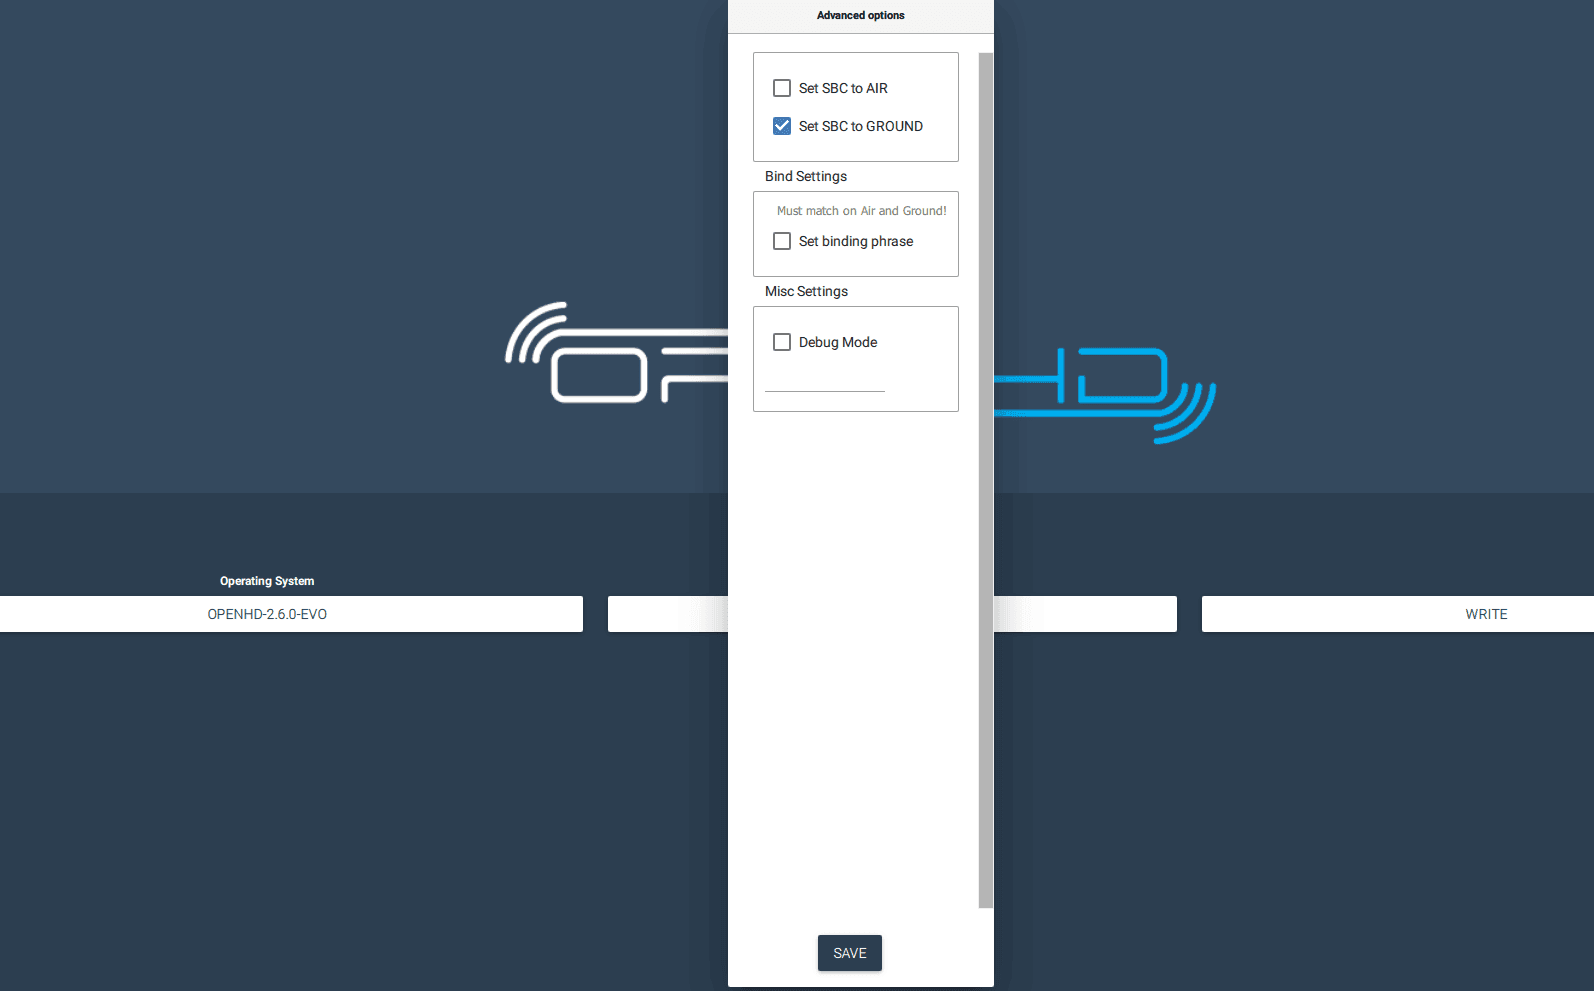 Advanced options
Set SBC to AIR
Set SBC to GROUND
Bind Settings
Must match on Air and Ground!
Set binding phrase
Misc Settings
Debug Mode
Operating System
OPENHD-2.6.0-EVO
WRITE
SAVE